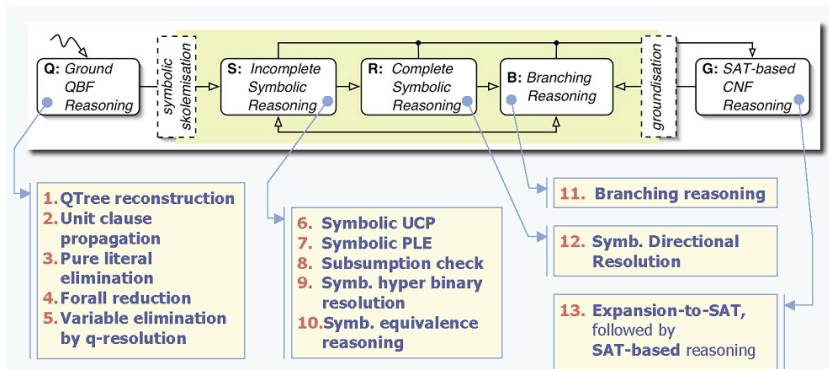 Q: Ground
QBF
Reasoning
symbolic
skolemisation
S: Incomplete
Symbolic
Reasoning
R: Complete
Symbolic
Reasoning
B: Branching
Reasoning
groundisation
G: SAT-based
CNF
Reasoning
1. QTree reconstruction
2. Unit clause
propagation
3. Pure literal
elimination
4. Forall reduction
5. Variable elimination
by q-resolution
6. Symbolic UCP
7. Symbolic PLE
8. Subsumption check
9. Symb. hyper binary
resolution
10.Symb. equivalence
reasoning
11. Branching reasoning
12. Symb. Directional
Resolution
13. Expansion-to-SAT,
followed by
SAT-based reasoning